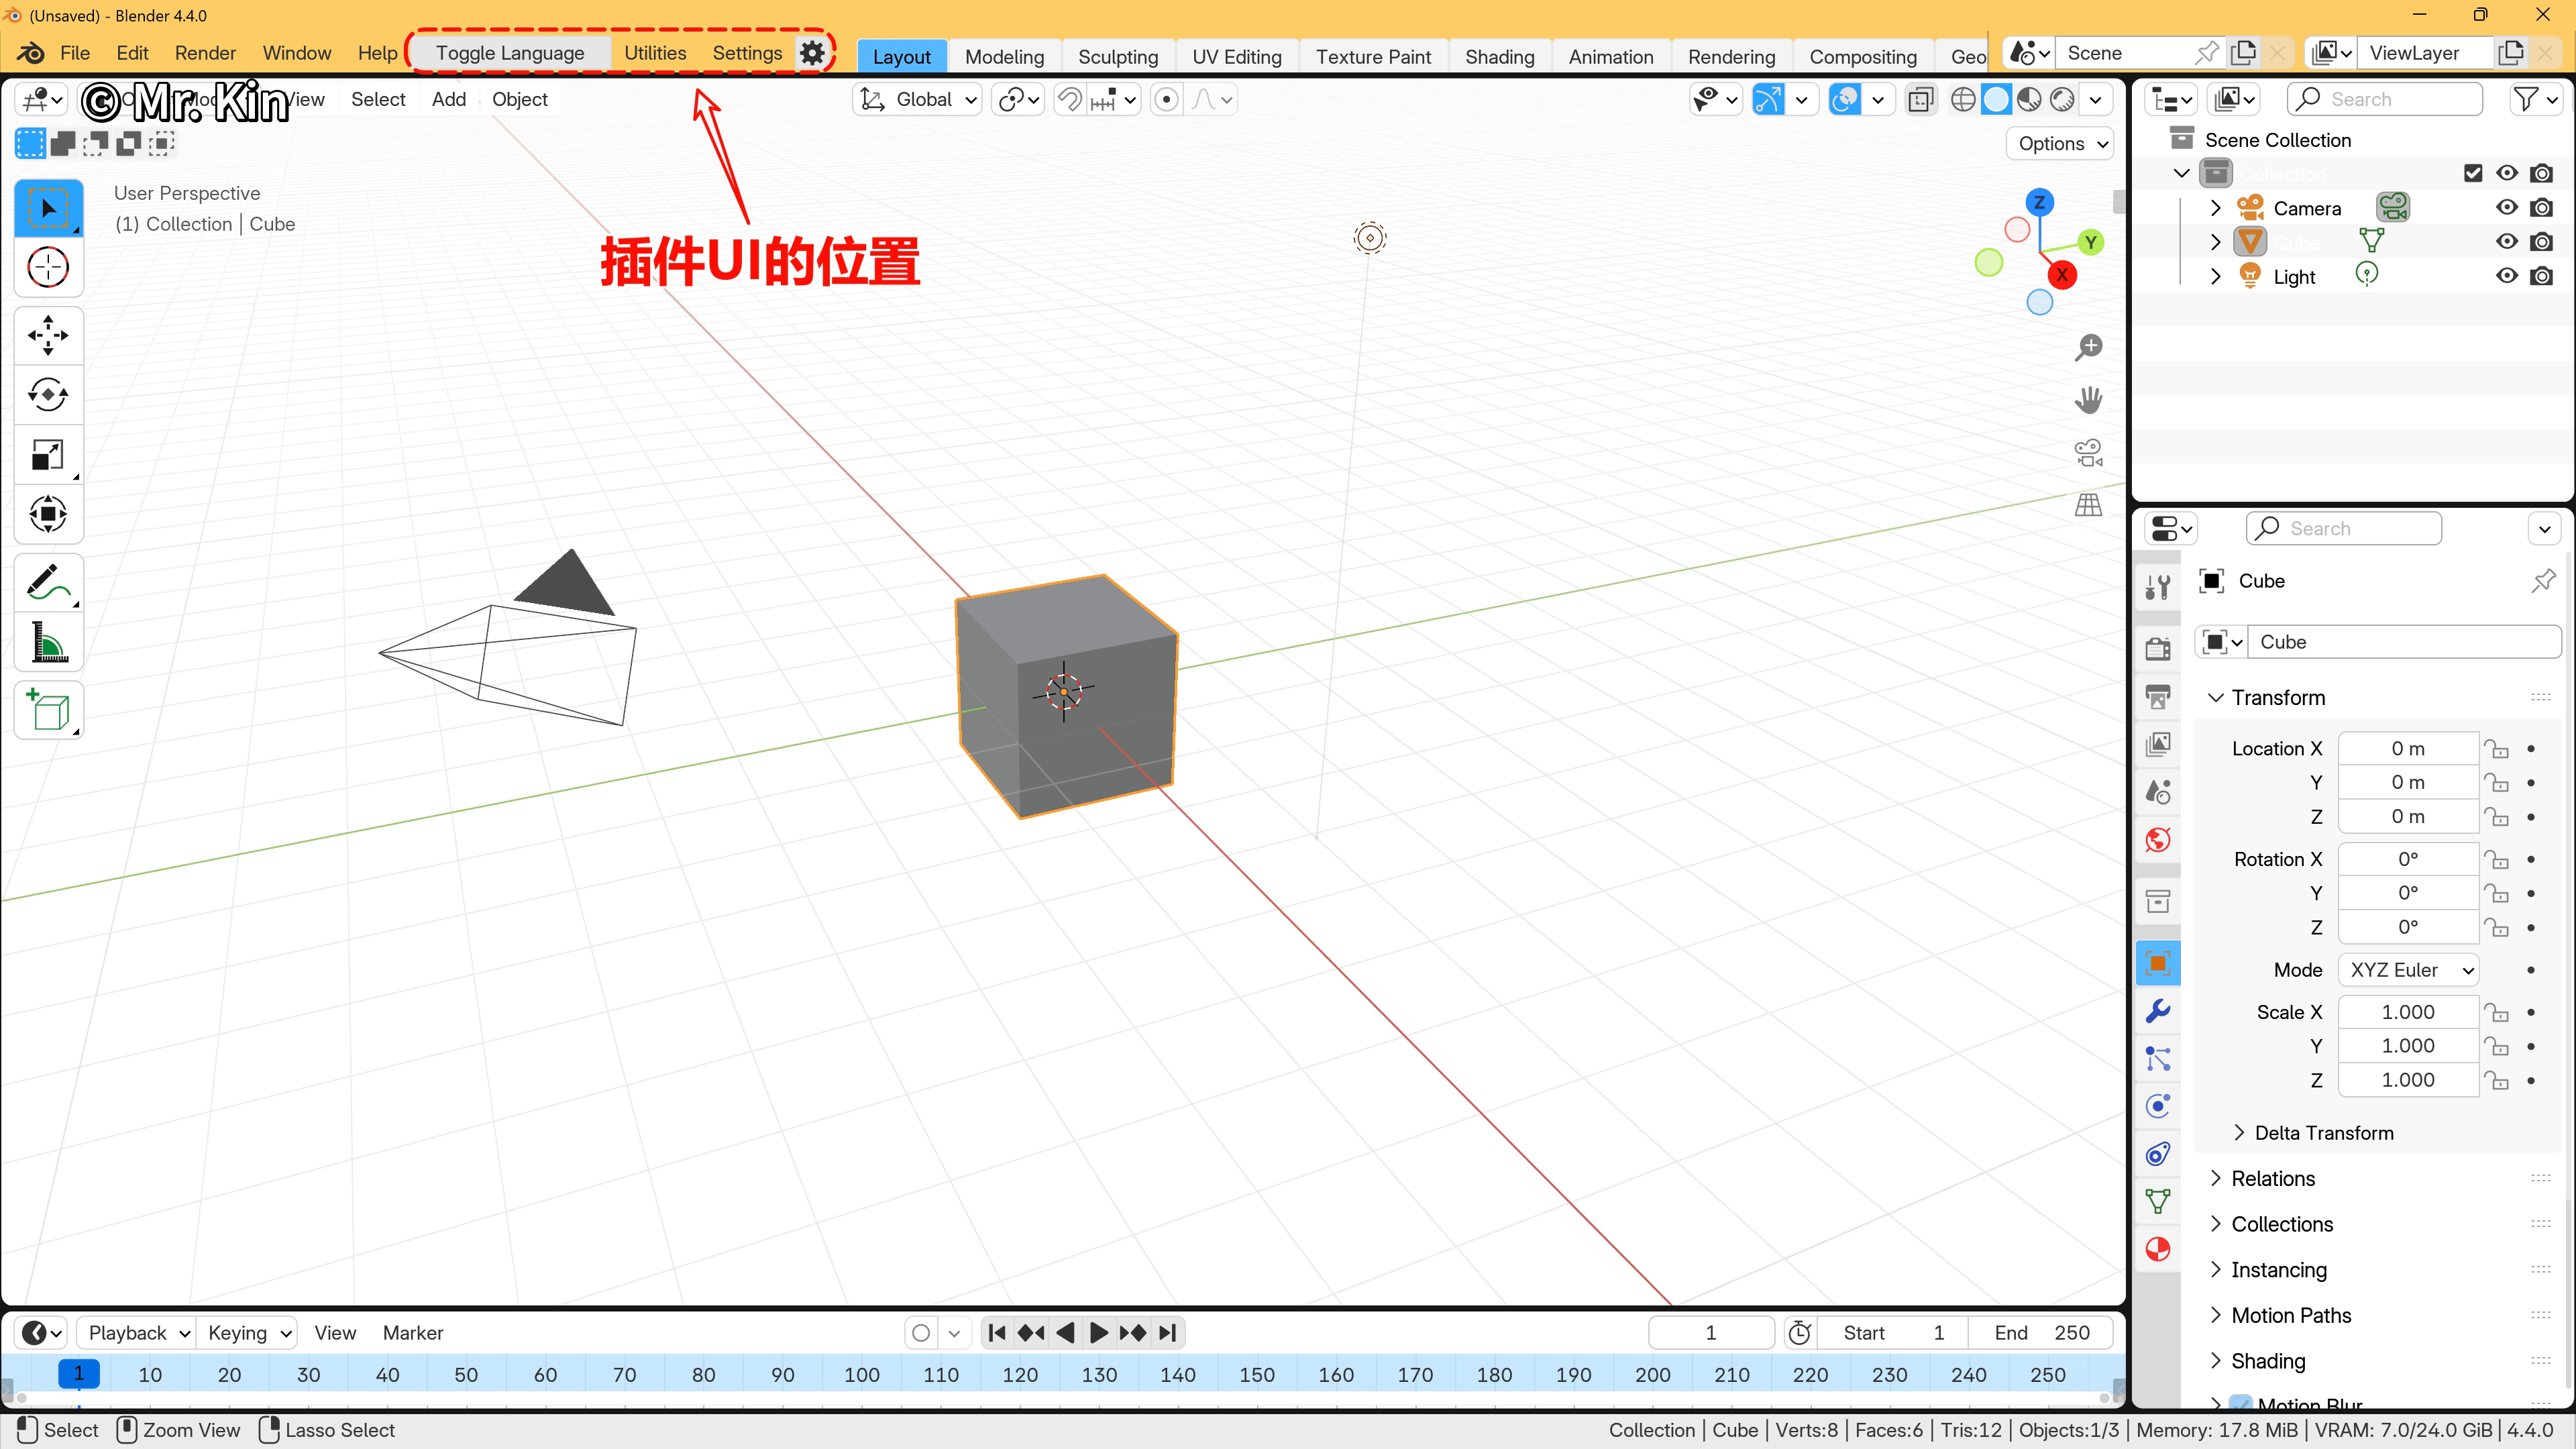 (Unsaved) - Blender 4.4.0
File Edit Render Window Help Toggle Language Utilities Settings Layout Modeling Sculpting UV Editing Texture Paint Shading Animation Rendering Compositing Geo Scene ViewLayer
© Mr. Kin
View Select Add Object Global Search
Options
User Perspective
(1) Collection | Cube
插件UI的位置
Z
Y
X
Scene Collection
Collection
Camera
Cube
Light
Search
Cube
Cube
Transform
Location X 0 m
Y 0 m
Z 0 m
Rotation X 0°
Y 0°
Z 0°
Mode XYZ Euler
Scale X 1.000
Y 1.000
Z 1.000
Delta Transform
Relations
Collections
Instancing
Motion Paths
Shading
Motion Blur
Playback Keying View Marker 1 Start 1 End 250
1 10 20 30 40 50 60 70 80 90 100 110 120 130 140 150 160 170 180 190 200 210 220 230 240 250
Select Zoom View Lasso Select Collection | Cube | Verts:8 | Faces:6 | Tris:12 | Objects:1/3 | Memory: 17.8 MiB | VRAM: 7.0/24.0 GiB | 4.4.0